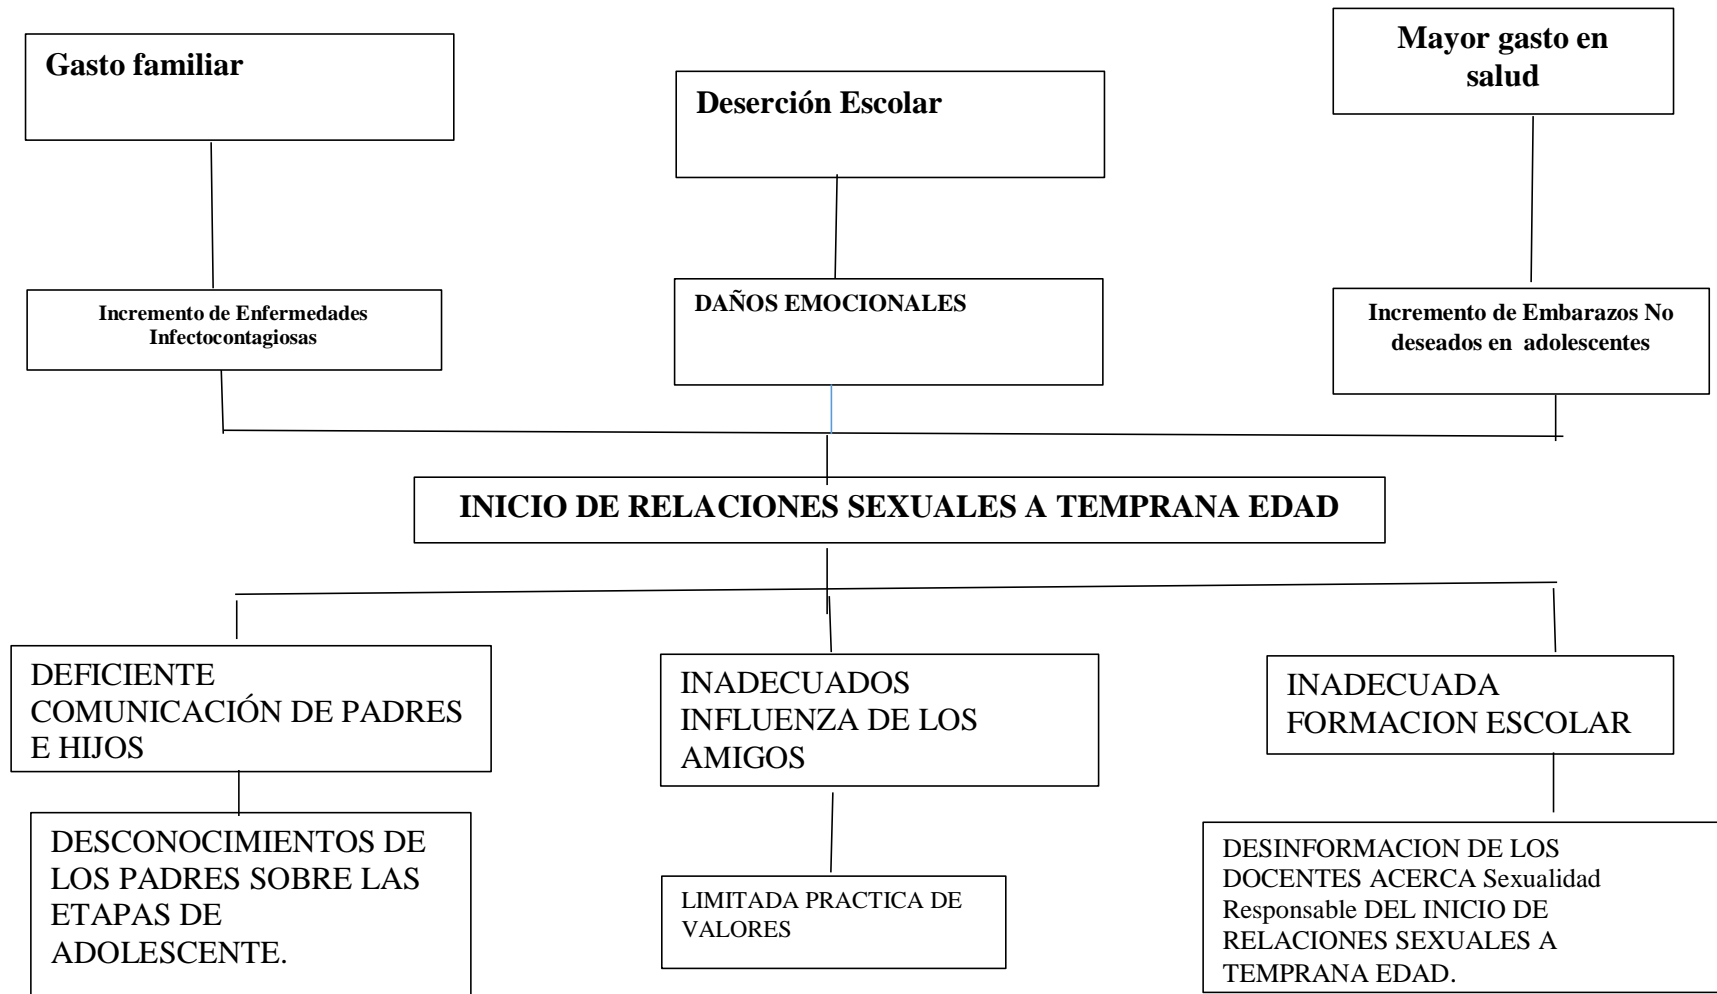 Gasto familiar
Deserción Escolar
Mayor gasto en
salud
Incremento de Enfermedades
Infectocontagiosas
DAÑOS EMOCIONALES
Incremento de Embarazos No
deseados en adolescentes
INICIO DE RELACIONES SEXUALES A TEMPRANA EDAD
DEFICIENTE
COMUNICACIÓN DE PADRES
E HIJOS
INADECUADOS
INFLUENZA DE LOS
AMIGOS
INADECUADA
FORMACION ESCOLAR
DESCONOCIMIENTOS DE
LOS PADRES SOBRE LAS
ETAPAS DE
ADOLESCENTE.
LIMITADA PRACTICA DE
VALORES
DESINFORMACION DE LOS
DOCENTES ACERCA Sexualidad
Responsable DEL INICIO DE
RELACIONES SEXUALES A
TEMPRANA EDAD.